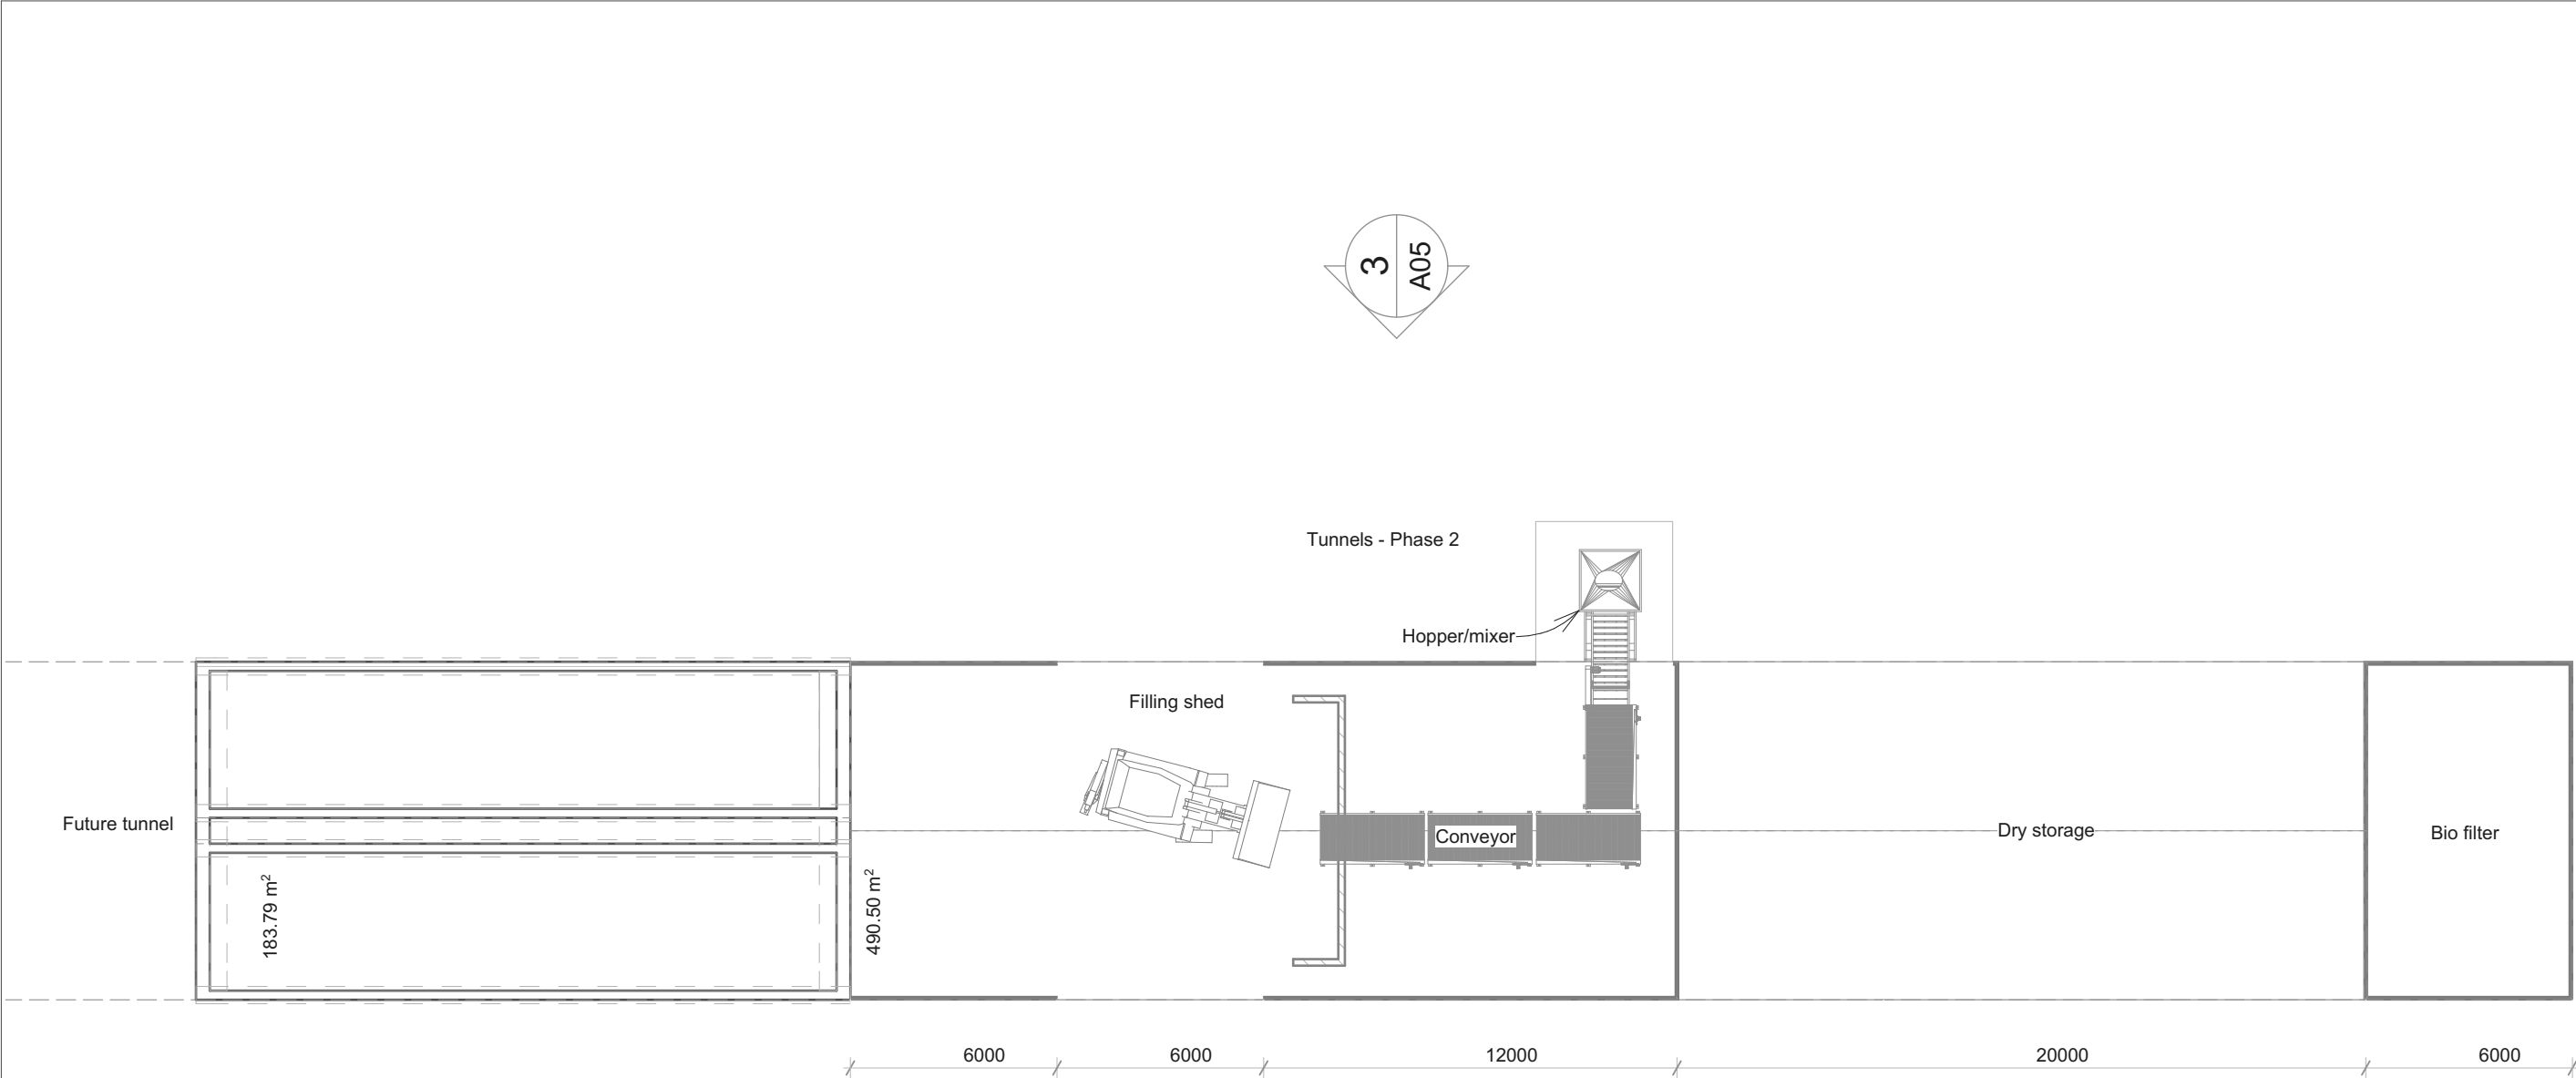 3
A05
Tunnels - Phase 2
Hopper/mixer
Filling shed
Future tunnel
Conveyor
Dry storage
Bio filter
183.79 m²
490.50 m²
6000
6000
12000
20000
6000